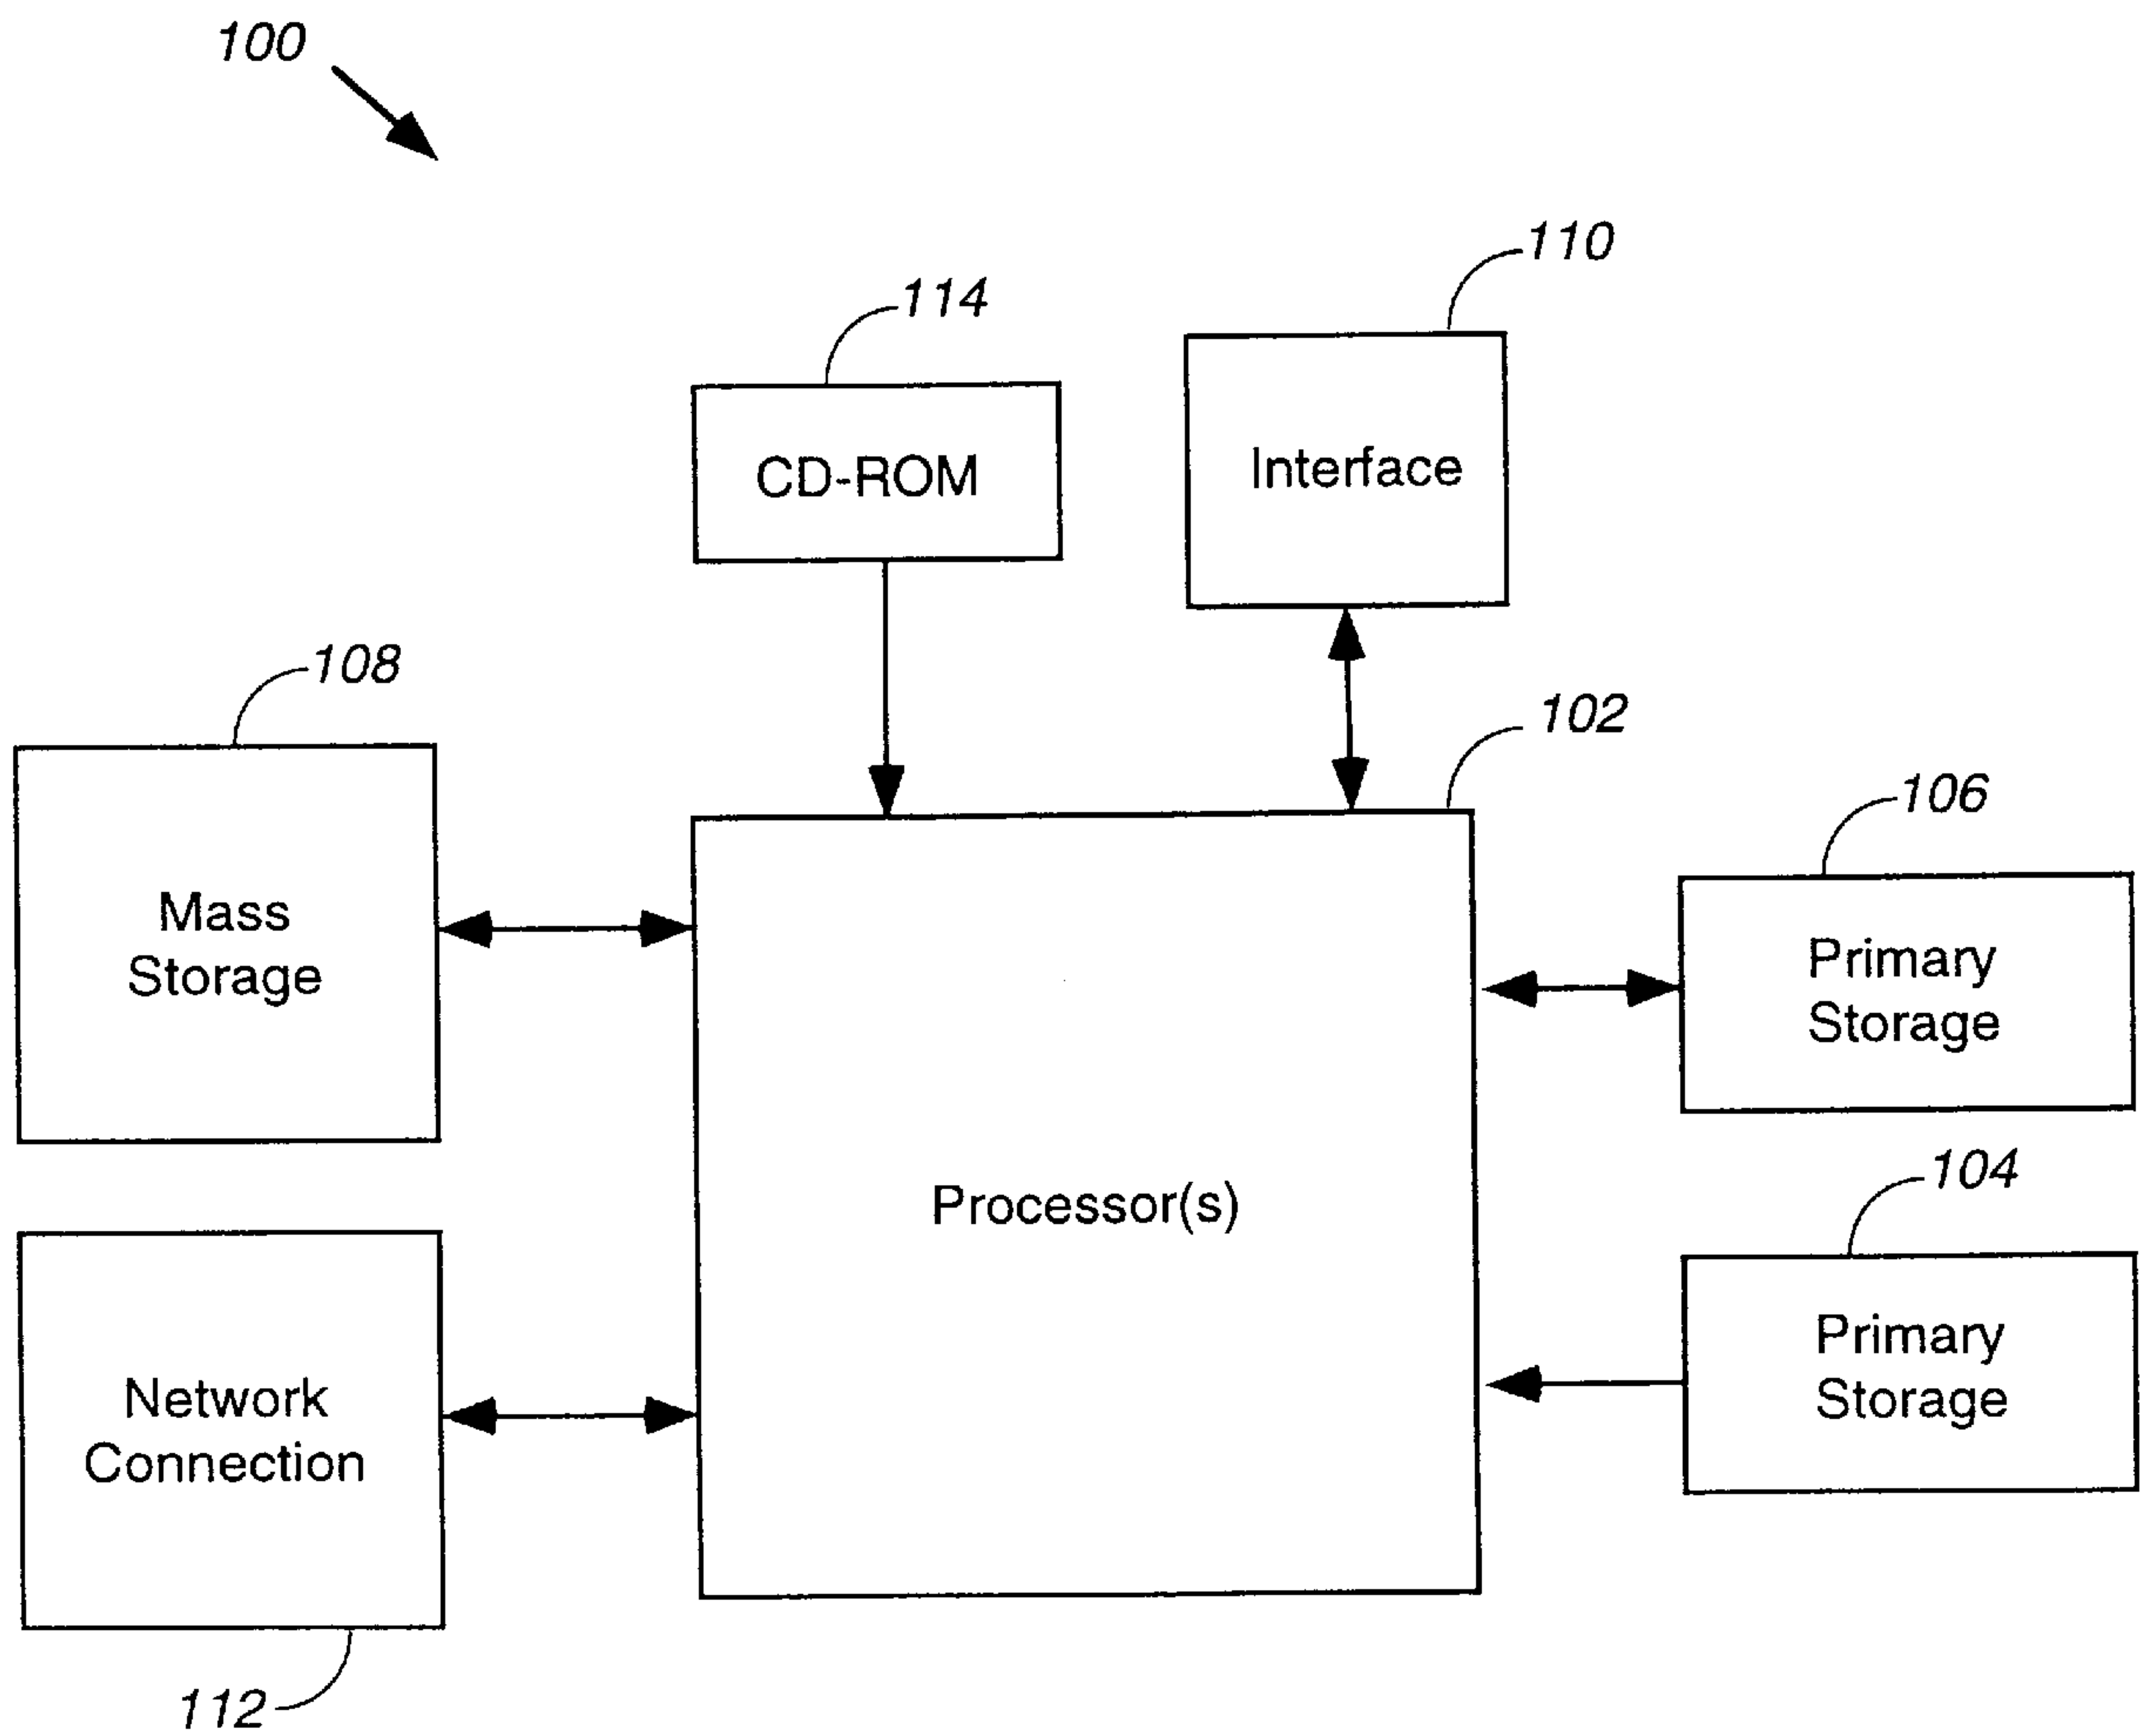 100
110
114
CD-ROM
Interface
108
102
106
Mass
Storage
Primary
Storage
104
Processor(s)
Primary
Storage
Network
Connection
112